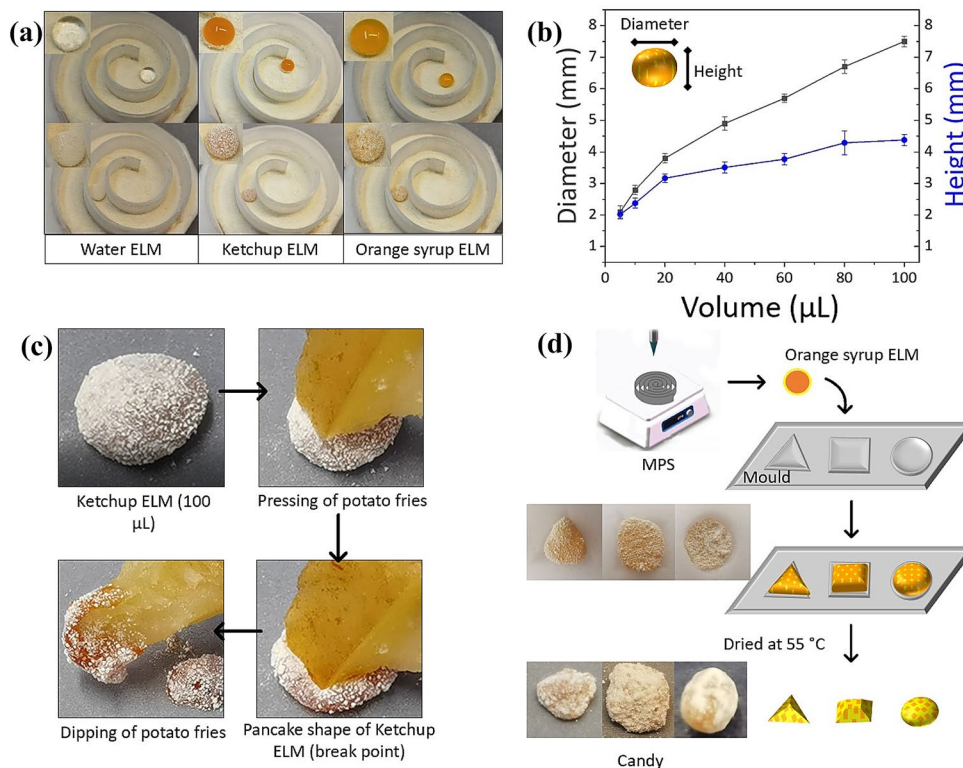 (a)
Water ELM
Ketchup ELM
Orange syrup ELM
(b)
Diameter
Height
Diameter (mm)
8
7
6
5
4
3
2
1
Height (mm)
9
8
7
6
5
4
3
2
1
0
20
40
60
80
100
Volume (µL)
(c)
Ketchup ELM (100
µL)
Pressing of potato fries
Dipping of potato fries
Pancake shape of Ketchup
ELM (break point)
(d)
MPS
Orange syrup ELM
Mould
Dried at 55 °C
Candy